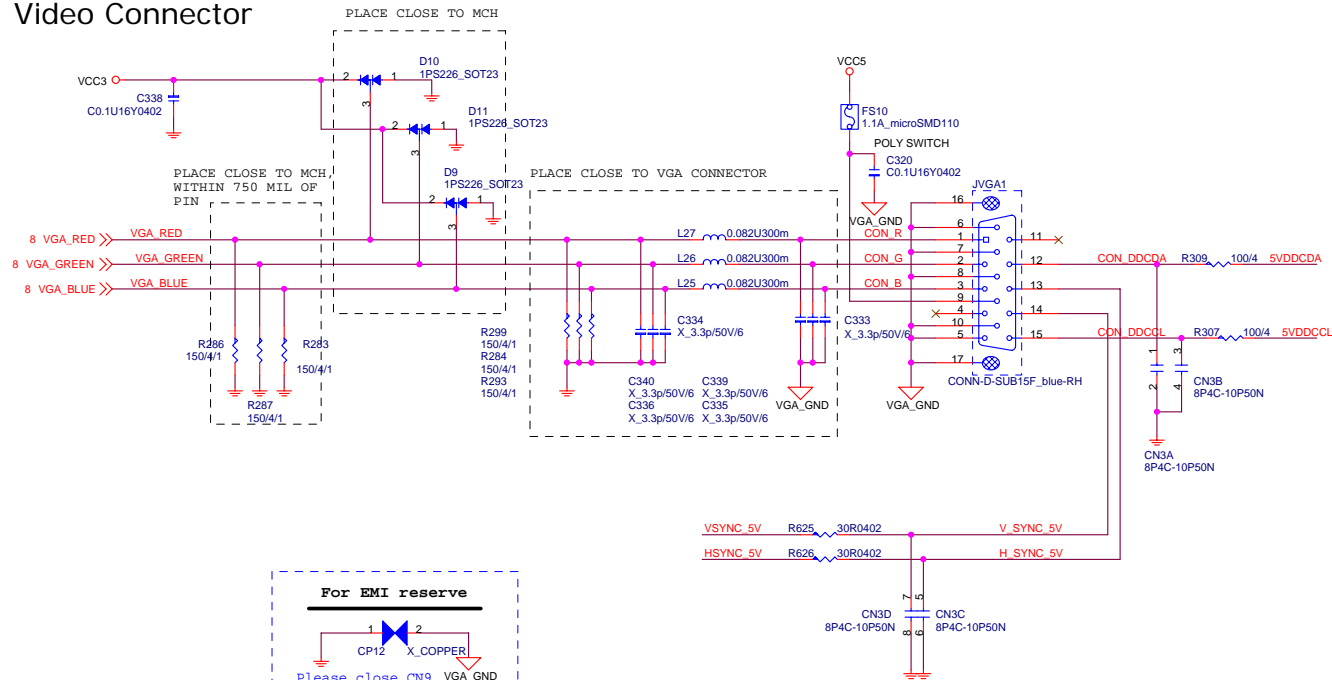 Video Connector
PLACE CLOSE TO MCH
VCC3
C338
C0.1U16Y0402
2
1
3
D10
1PS226_SOT23
2
1
3
D11
1PS226_SOT23
2
1
3
D9
1PS226_SOT23
PLACE CLOSE TO MCH,
WITHIN 750 MIL OF
PIN
PLACE CLOSE TO VGA CONNECTOR
VCC5
FS10
1.1A_microSMD110
POLY SWITCH
C320
C0.1U16Y0402
VGA_GND
JVGA1
8 VGA_RED
VGA_RED
L27
0.082U300m
CON_R
8 VGA_GREEN
VGA_GREEN
L26
0.082U300m
CON_G
8 VGA_BLUE
VGA_BLUE
L25
0.082U300m
CON_B
16
6
1
7
2
8
3
9
4
10
5
17
11
12
13
14
15
CON_DDCDA
R309
100/4
5VDDCDA
CON_DDCCL
R307
100/4
5VDDCCL
R286
150/4/1
R283
150/4/1
R287
150/4/1
R299
150/4/1
R284
150/4/1
R293
150/4/1
C334
X_3.3p/50V/6
C340
X_3.3p/50V/6
C336
X_3.3p/50V/6
C339
X_3.3p/50V/6
C335
X_3.3p/50V/6
C333
X_3.3p/50V/6
VGA_GND
VGA_GND
CONN-D-SUB15F_blue-RH
1
2
3
4
CN3B
8P4C-10P50N
CN3A
8P4C-10P50N
VSYNC_5V
R625
30R0402
V_SYNC_5V
HSYNC_5V
R626
30R0402
H_SYNC_5V
7
5
8
6
CN3D
8P4C-10P50N
CN3C
8P4C-10P50N
For EMI reserve
1
2
CP12
X_COPPER
VGA_GND
Please close CN9